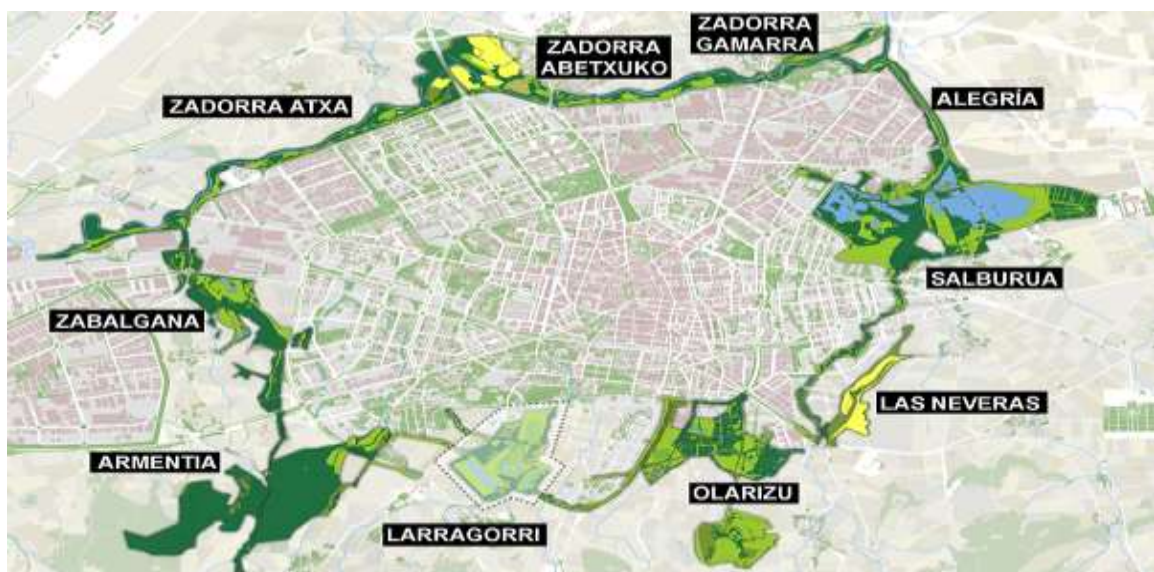 ZADORRA
GAMARRA
ZADORRA
ABETXUKO
ZADORRA ATXA
ALEGRÍA
SALBURUA
ZABALGANA
LAS NEVERAS
ARMENTIA
OLARIZU
LARRAGORRI